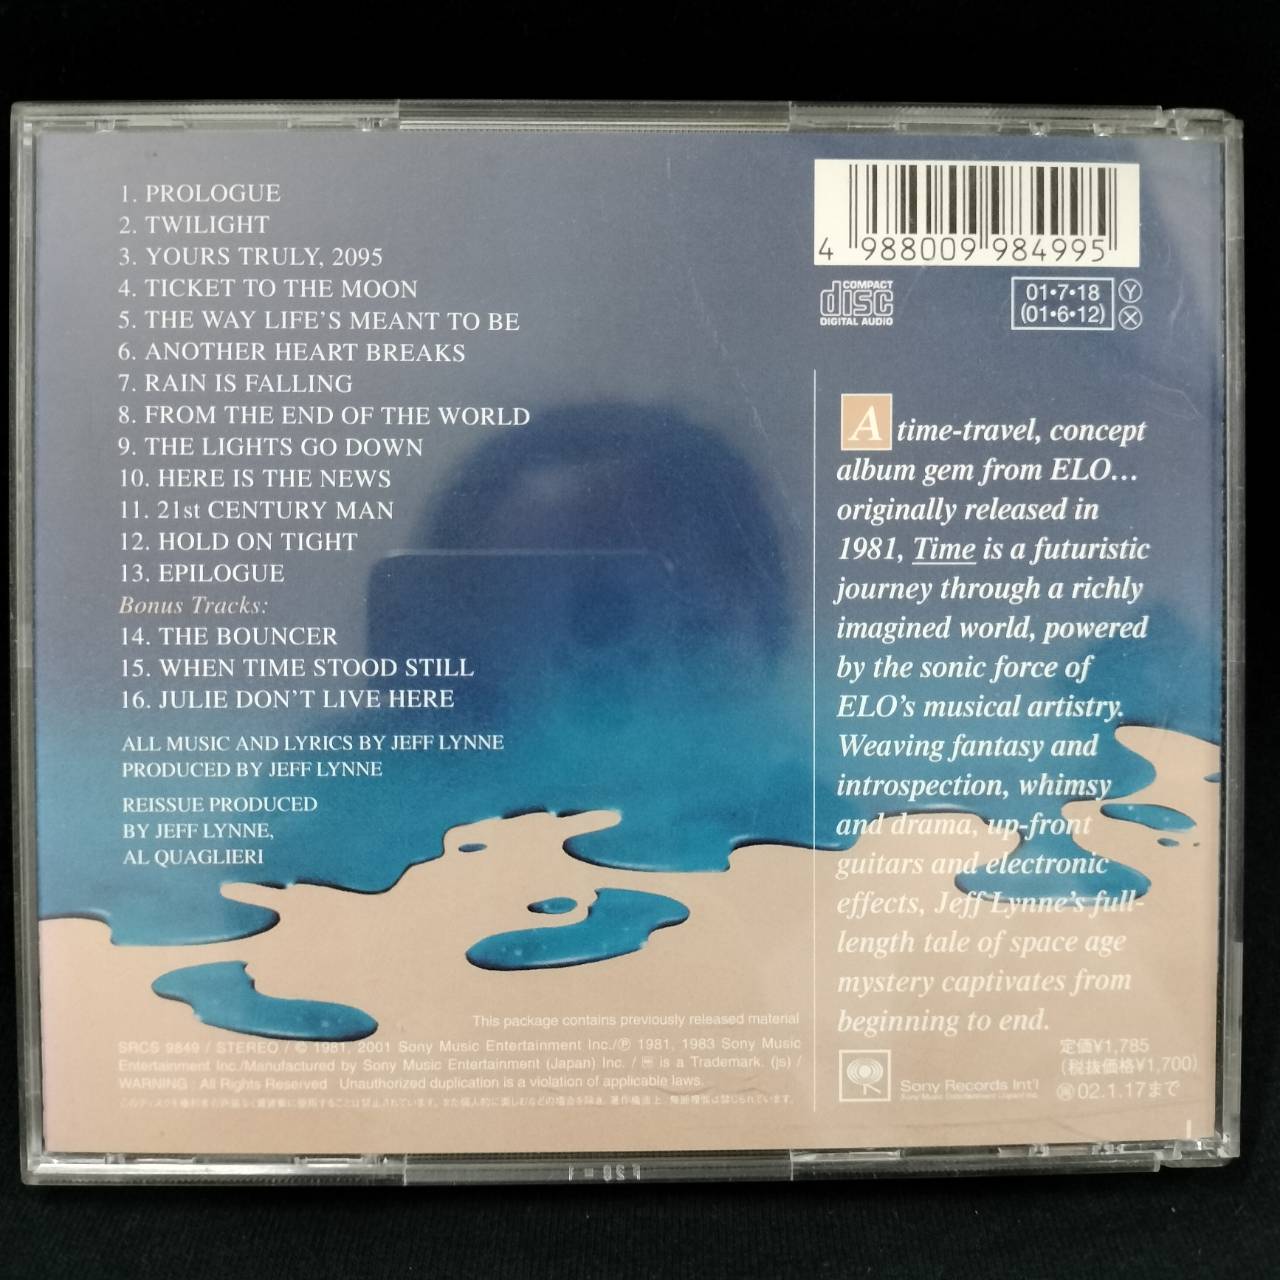 1. PROLOGUE
2. TWILIGHT
3. YOURS TRULY, 2095
4. TICKET TO THE MOON
5. THE WAY LIFE'S MEANT TO BE
6. ANOTHER HEART BREAKS
7. RAIN IS FALLING
8. FROM THE END OF THE WORLD
9. THE LIGHTS GO DOWN
10. HERE IS THE NEWS
11. 21st CENTURY MAN
12. HOLD ON TIGHT
13. EPILOGUE
Bonus Tracks:
14. THE BOUNCER
15. WHEN TIME STOOD STILL
16. JULIE DON'T LIVE HERE
ALL MUSIC AND LYRICS BY JEFF LYNNE
PRODUCED BY JEFF LYNNE
REISSUE PRODUCED
BY JEFF LYNNE,
AL QUAGLIERI
4 988009 984995
COMPACT
disc
DIGITAL AUDIO
01•7•18 Ⓨ
(01•6•12) Ⓧ
A time-travel, concept
album gem from ELO...
originally released in
1981, Time is a futuristic
journey through a richly
imagined world, powered
by the sonic force of
ELO's musical artistry.
Weaving fantasy and
introspection, whimsy
and drama, up-front
guitars and electronic
effects, Jeff Lynne's full-
length tale of space age
mystery captivates from
beginning to end.
This package contains previously released material
SRCS 9849 / STEREO / © 1981, 2001 Sony Music Entertainment Inc./℗ 1981, 1983 Sony Music
Entertainment Inc./Manufactured by Sony Music Entertainment (Japan) Inc. / is a Trademark. (js) /
WARNING : All Rights Reserved. Unauthorized duplication is a violation of applicable laws.
Sony Records Int'l
Sony Music Entertainment (Japan) Inc.
定価¥1,785
(税抜価格¥1,700)
02.1.17まで